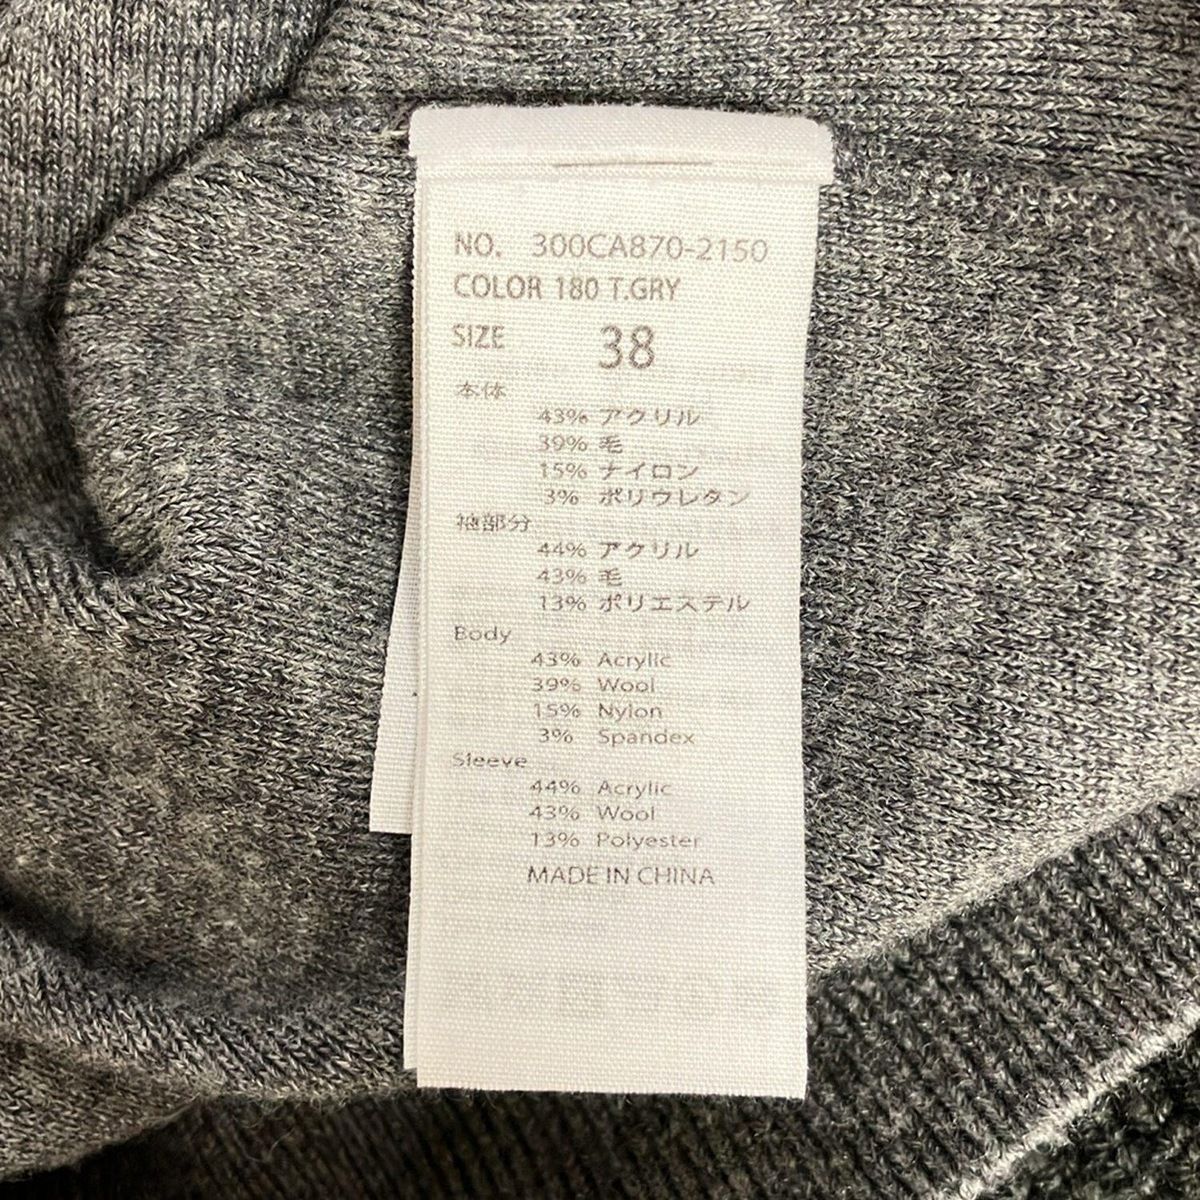 NO. 300CA870-2150
COLOR 180 T.GRY
SIZE 38
本体
43% アクリル
39% 毛
15% ナイロン
3% ポリウレタン
袖部分
44% アクリル
43% 毛
13% ポリエステル
Body
43% Acrylic
39% Wool
15% Nylon
3% Spandex
Sleeve
44% Acrylic
43% Wool
13% Polyester
MADE IN CHINA